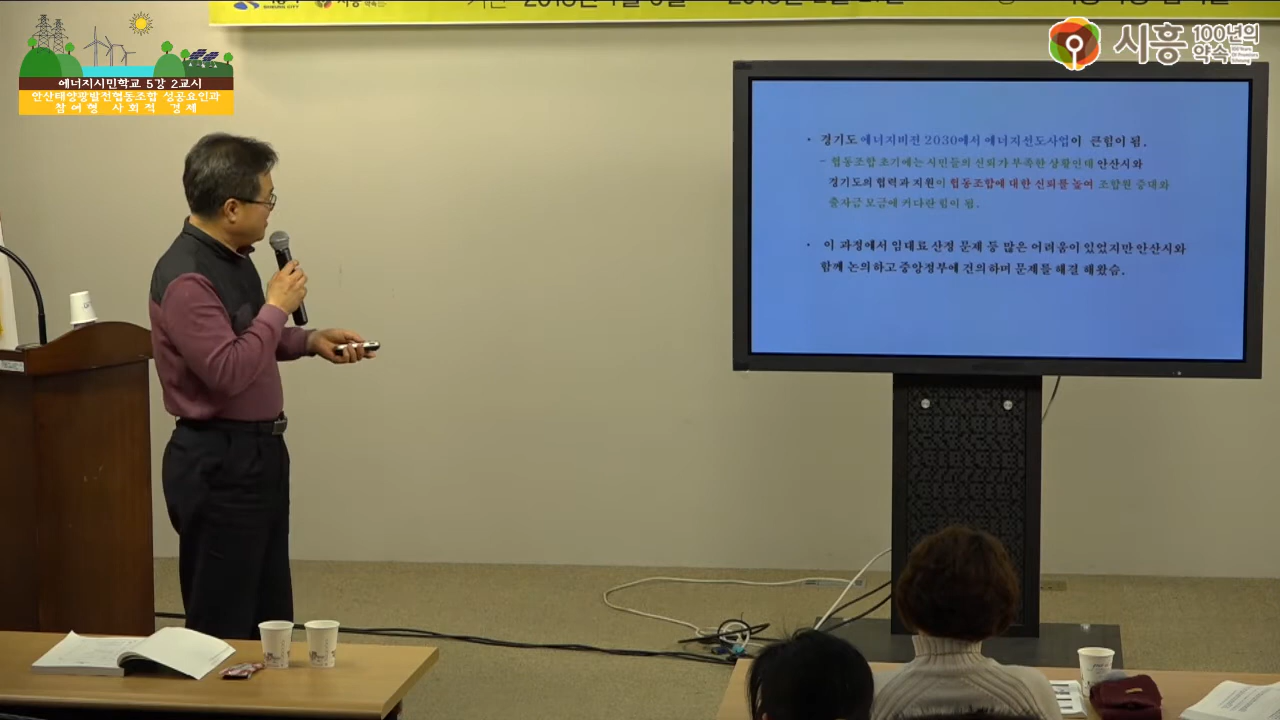 에너지시민학교 5강 2교시
안산태양광발전협동조합 성공요인과
참여형 사회적 경제
시흥 100년의
약속
• 경기도 에너지비전 2030에서 에너지선도사업이 큰힘이 됨.
- 협동조합 초기에는 시민들의 신뢰가 부족한 상황인데 안산시와
경기도의 협력과 지원이 협동조합에 대한 신뢰를 높여 조합원 증대와
출자금 모금에 커다란 힘이 됨.
• 이 과정에서 임대료 산정 문제 등 많은 어려움이 있었지만 안산시와
함께 논의하고 중앙정부에 건의하며 문제를 해결 해왔습.